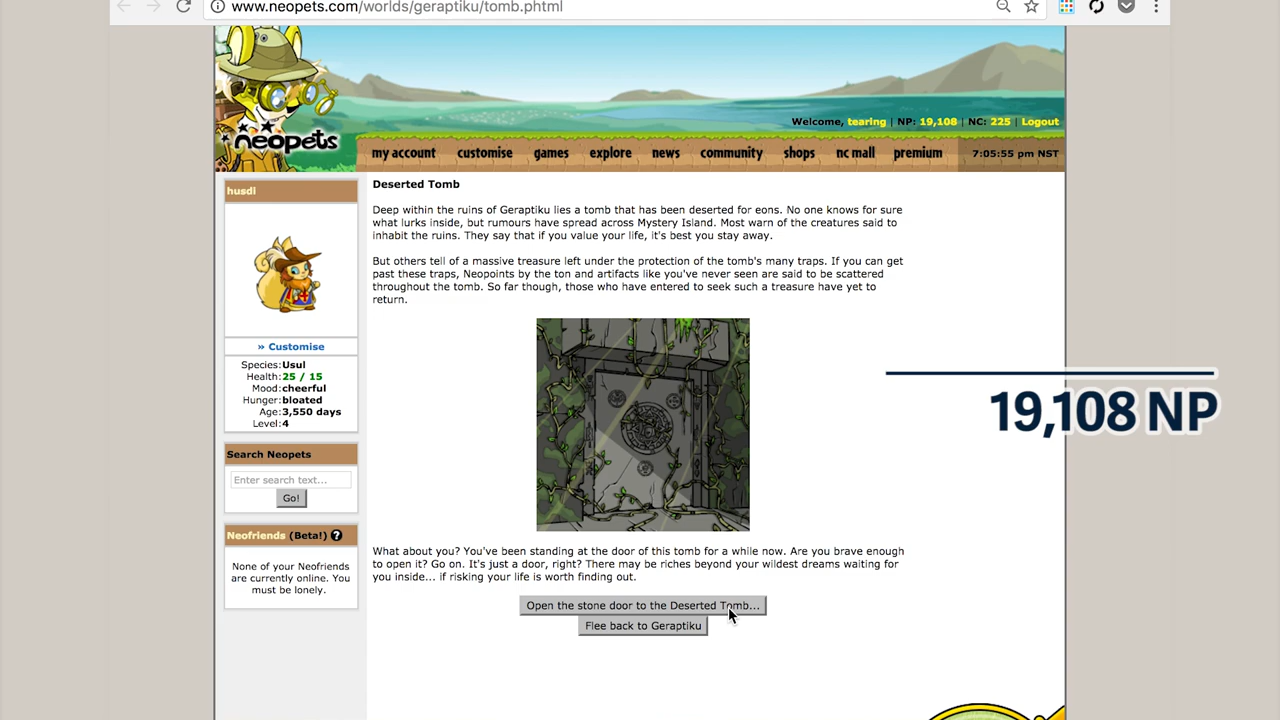 www.neopets.com/worlds/geraptiku/tomb.phtml
neopets
Welcome, tearing | NP: 19,108 | NC: 225 | Logout
my account customise games explore news community shops nc mall premium 7:05:55 pm NST
husdi
» Customise
Species: Usul
Health: 25 / 15
Mood: cheerful
Hunger: bloated
Age: 3,550 days
Level: 4
Search Neopets
Enter search text...
Go!
Neofriends (Beta!) ?
None of your Neofriends
are currently online. You
must be lonely.
Deserted Tomb
Deep within the ruins of Geraptiku lies a tomb that has been deserted for eons. No one knows for sure
what lurks inside, but rumours have spread across Mystery Island. Most warn of the creatures said to
inhabit the ruins. They say that if you value your life, it's best you stay away.
But others tell of a massive treasure left under the protection of the tomb's many traps. If you can get
past these traps, Neopoints by the ton and artifacts like you've never seen are said to be scattered
throughout the tomb. So far though, those who have entered to seek such a treasure have yet to
return.
What about you? You've been standing at the door of this tomb for a while now. Are you brave enough
to open it? Go on. It's just a door, right? There may be riches beyond your wildest dreams waiting for
you inside... if risking your life is worth finding out.
Open the stone door to the Deserted Tomb...
Flee back to Geraptiku
19,108 NP